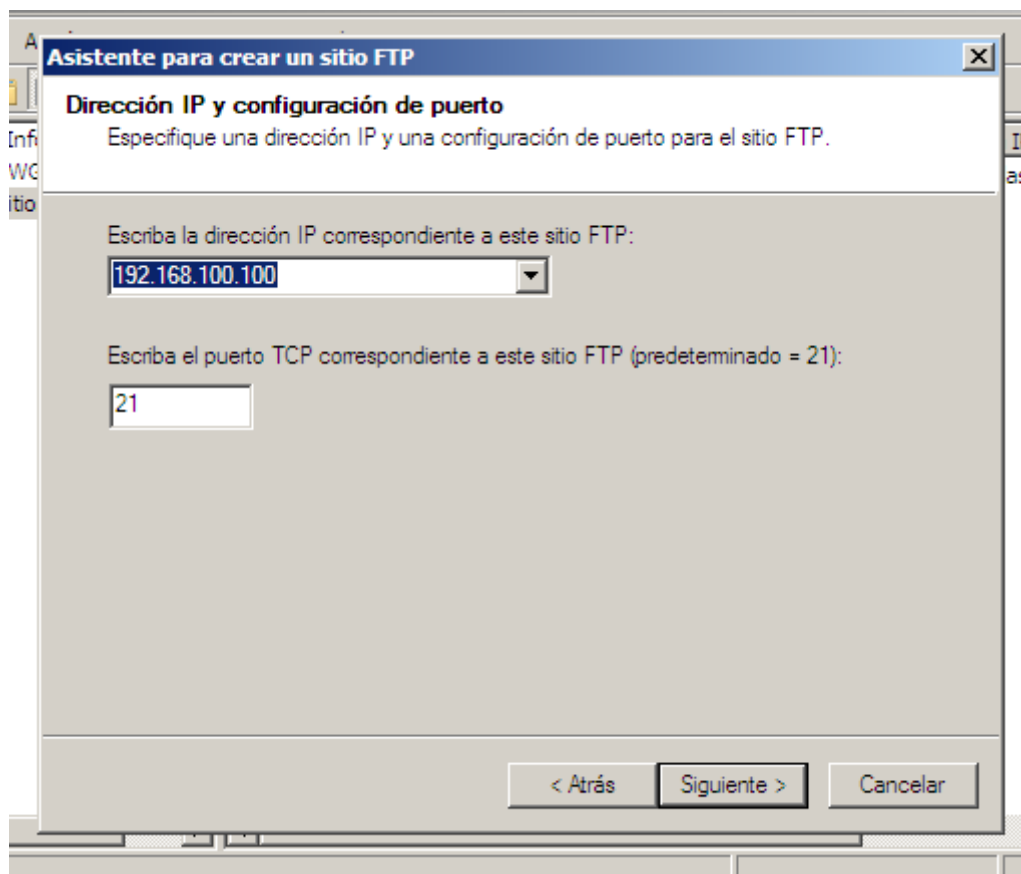 Asistente para crear un sitio FTP
Dirección IP y configuración de puerto
Especifique una dirección IP y una configuración de puerto para el sitio FTP.
Escriba la dirección IP correspondiente a este sitio FTP:
192.168.100.100
Escriba el puerto TCP correspondiente a este sitio FTP (predeterminado = 21):
21
< Atrás
Siguiente >
Cancelar